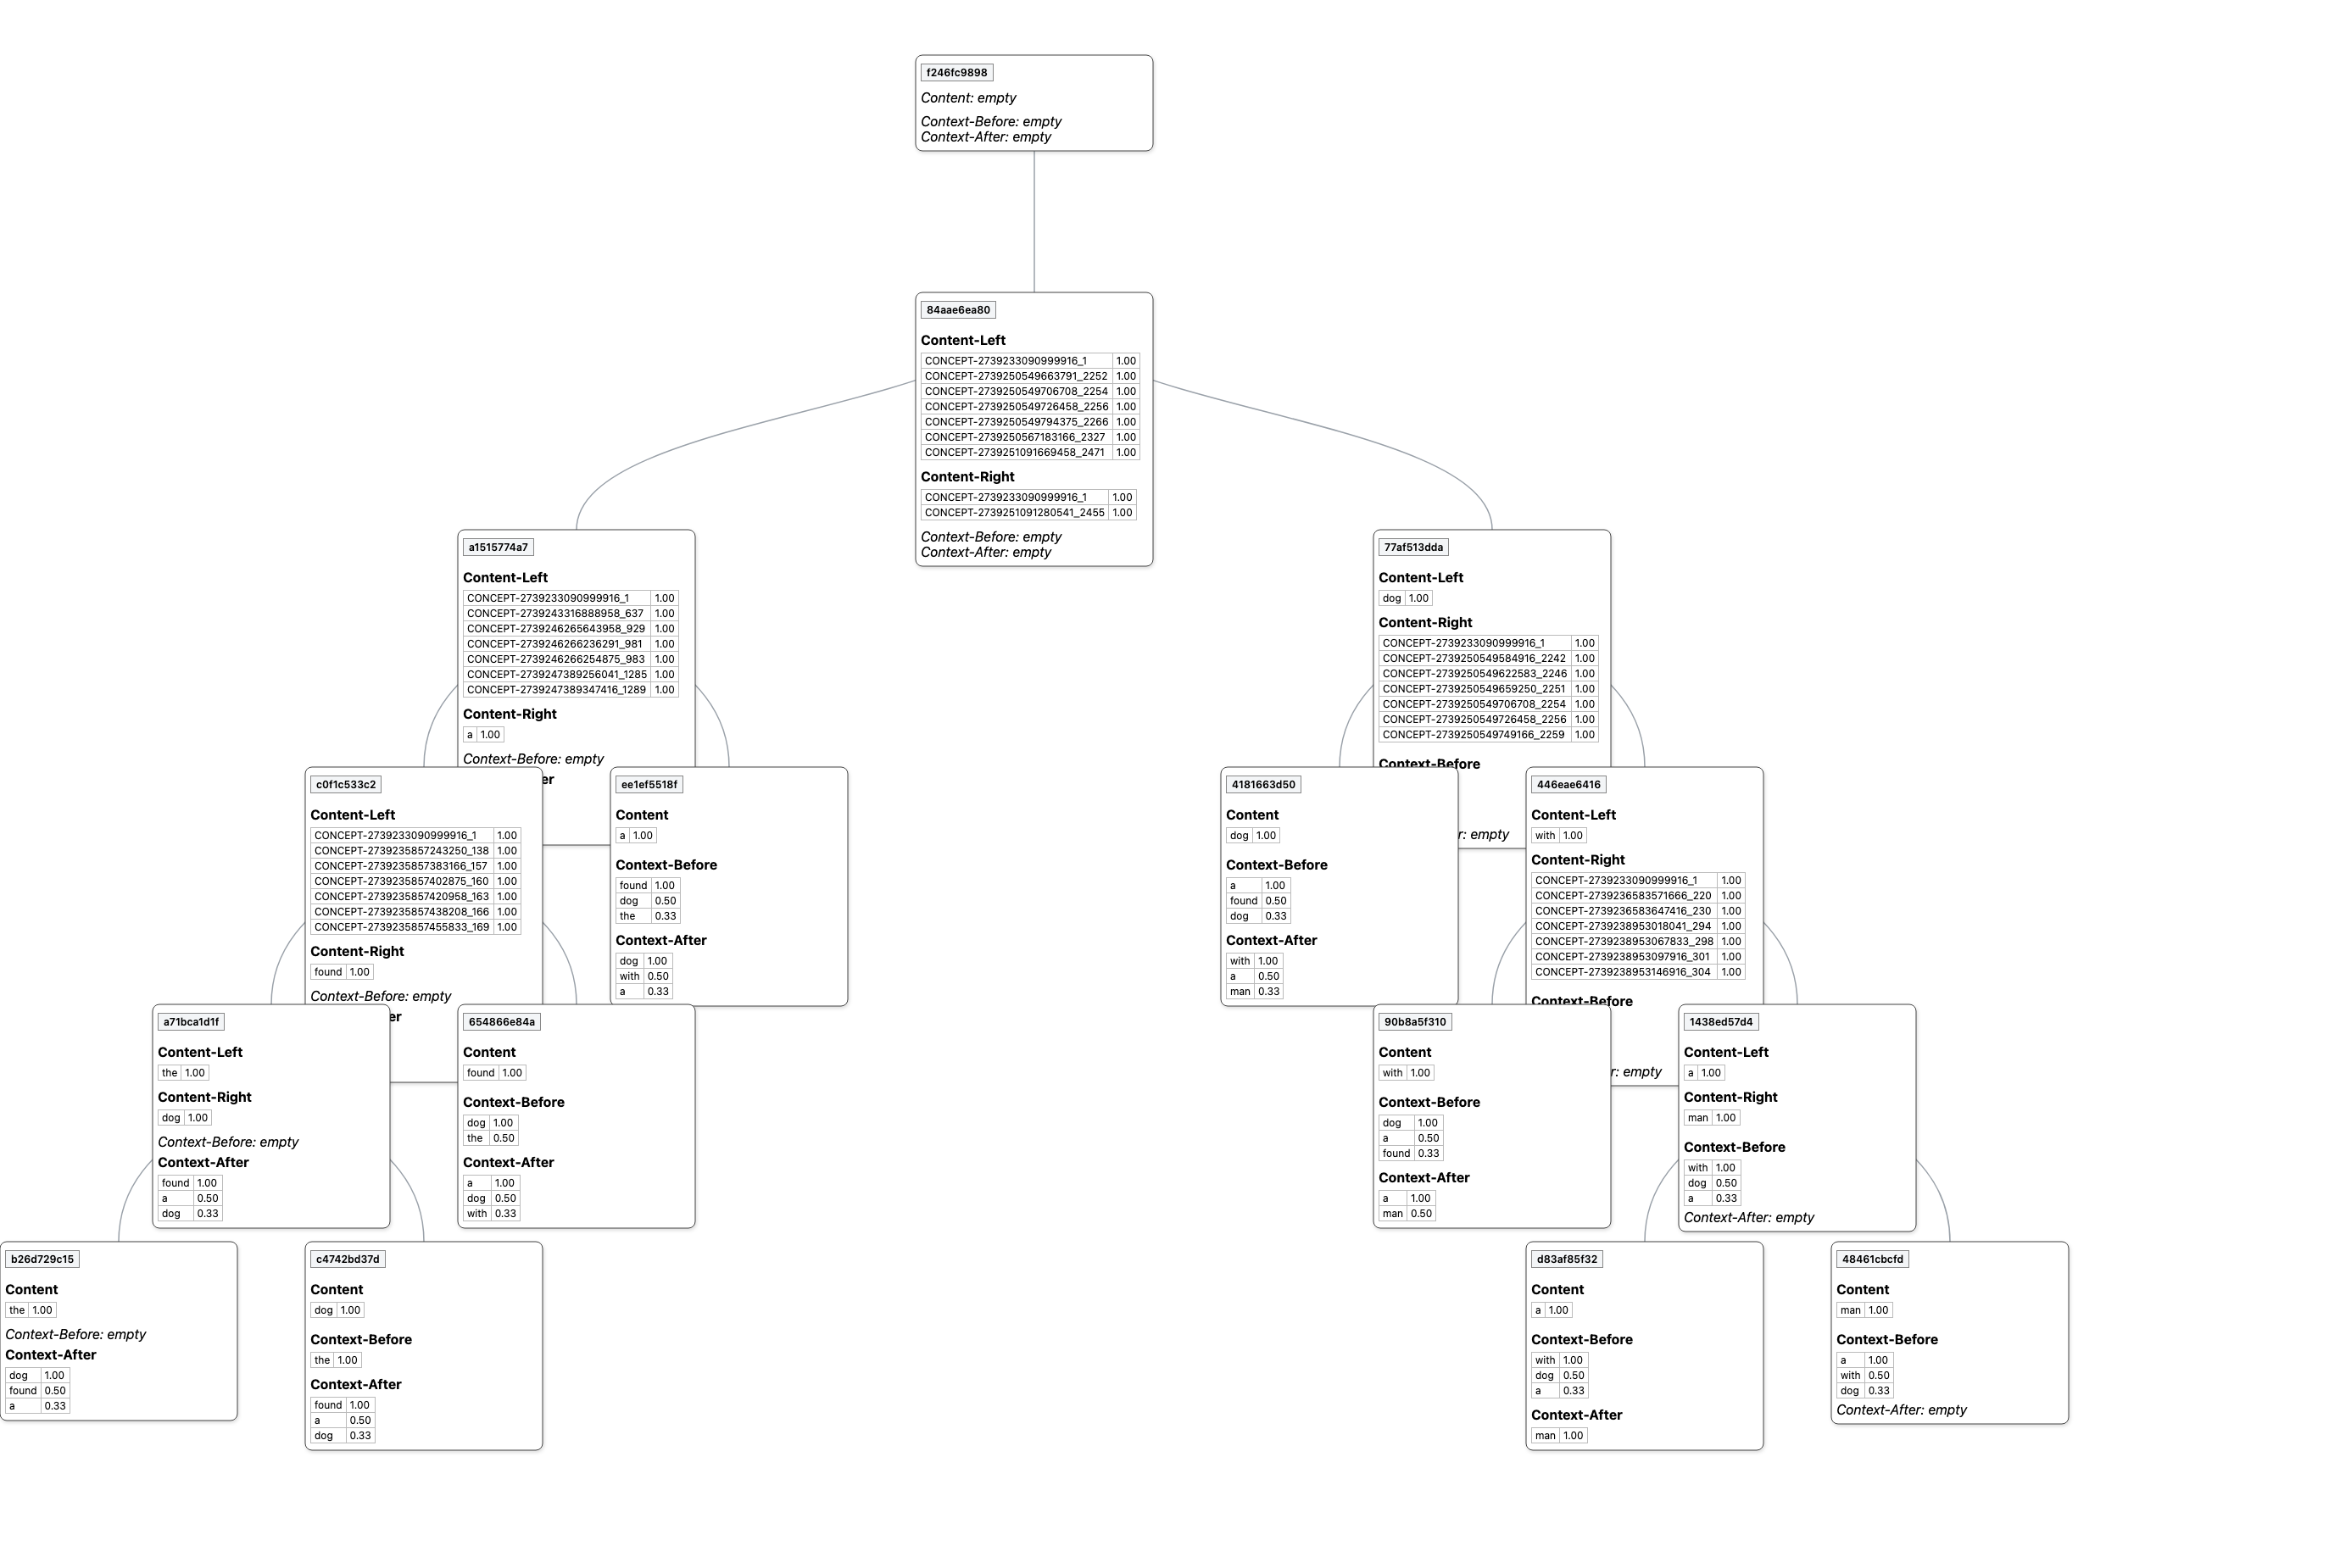 f246fc9898
Content: empty
Context-Before: empty
Context-After: empty
84aae6ea80
Content-Left
CONCEPT-2739233090999916_1 1.00
CONCEPT-2739250549663791_2252 1.00
CONCEPT-2739250549706708_2254 1.00
CONCEPT-2739250549726458_2256 1.00
CONCEPT-2739250549794375_2266 1.00
CONCEPT-2739250567183166_2327 1.00
CONCEPT-2739251091669458_2471 1.00
Content-Right
CONCEPT-2739233090999916_1 1.00
CONCEPT-2739251091280541_2455 1.00
Context-Before: empty
Context-After: empty
a1515774a7
Content-Left
CONCEPT-2739233090999916_1 1.00
CONCEPT-2739243316888958_637 1.00
CONCEPT-2739246265643958_929 1.00
CONCEPT-2739246266236291_981 1.00
CONCEPT-2739246266254875_983 1.00
CONCEPT-2739247389256041_1285 1.00
CONCEPT-2739247389347416_1289 1.00
Content-Right
a 1.00
Context-Before: empty
er
77af513dda
Content-Left
dog 1.00
Content-Right
CONCEPT-2739233090999916_1 1.00
CONCEPT-2739250549584916_2242 1.00
CONCEPT-2739250549622583_2246 1.00
CONCEPT-2739250549659250_2251 1.00
CONCEPT-2739250549706708_2254 1.00
CONCEPT-2739250549726458_2256 1.00
CONCEPT-2739250549749166_2259 1.00
Context-Before
r: empty
c0f1c533c2
Content-Left
CONCEPT-2739233090999916_1 1.00
CONCEPT-2739235857243250_138 1.00
CONCEPT-2739235857383166_157 1.00
CONCEPT-2739235857402875_160 1.00
CONCEPT-2739235857420958_163 1.00
CONCEPT-2739235857438208_166 1.00
CONCEPT-2739235857455833_169 1.00
Content-Right
found 1.00
Context-Before: empty
er
ee1ef5518f
Content
a 1.00
Context-Before
found 1.00
dog 0.50
the 0.33
Context-After
dog 1.00
with 0.50
a 0.33
4181663d50
Content
dog 1.00
Context-Before
a 1.00
found 0.50
dog 0.33
Context-After
with 1.00
a 0.50
man 0.33
446eae6416
Content-Left
with 1.00
Content-Right
CONCEPT-2739233090999916_1 1.00
CONCEPT-2739236583571666_220 1.00
CONCEPT-2739236583647416_230 1.00
CONCEPT-2739238953018041_294 1.00
CONCEPT-2739238953067833_298 1.00
CONCEPT-2739238953097916_301 1.00
CONCEPT-2739238953146916_304 1.00
Context-Before
r: empty
a71bca1d1f
Content-Left
the 1.00
Content-Right
dog 1.00
Context-Before: empty
Context-After
found 1.00
a 0.50
dog 0.33
654866e84a
Content
found 1.00
Context-Before
dog 1.00
the 0.50
Context-After
a 1.00
dog 0.50
with 0.33
90b8a5f310
Content
with 1.00
Context-Before
dog 1.00
a 0.50
found 0.33
Context-After
a 1.00
man 0.50
1438ed57d4
Content-Left
a 1.00
Content-Right
man 1.00
Context-Before
with 1.00
dog 0.50
a 0.33
Context-After: empty
b26d729c15
Content
the 1.00
Context-Before: empty
Context-After
dog 1.00
found 0.50
a 0.33
c4742bd37d
Content
dog 1.00
Context-Before
the 1.00
Context-After
found 1.00
a 0.50
dog 0.33
d83af85f32
Content
a 1.00
Context-Before
with 1.00
dog 0.50
a 0.33
Context-After
man 1.00
48461cbcfd
Content
man 1.00
Context-Before
a 1.00
with 0.50
dog 0.33
Context-After: empty